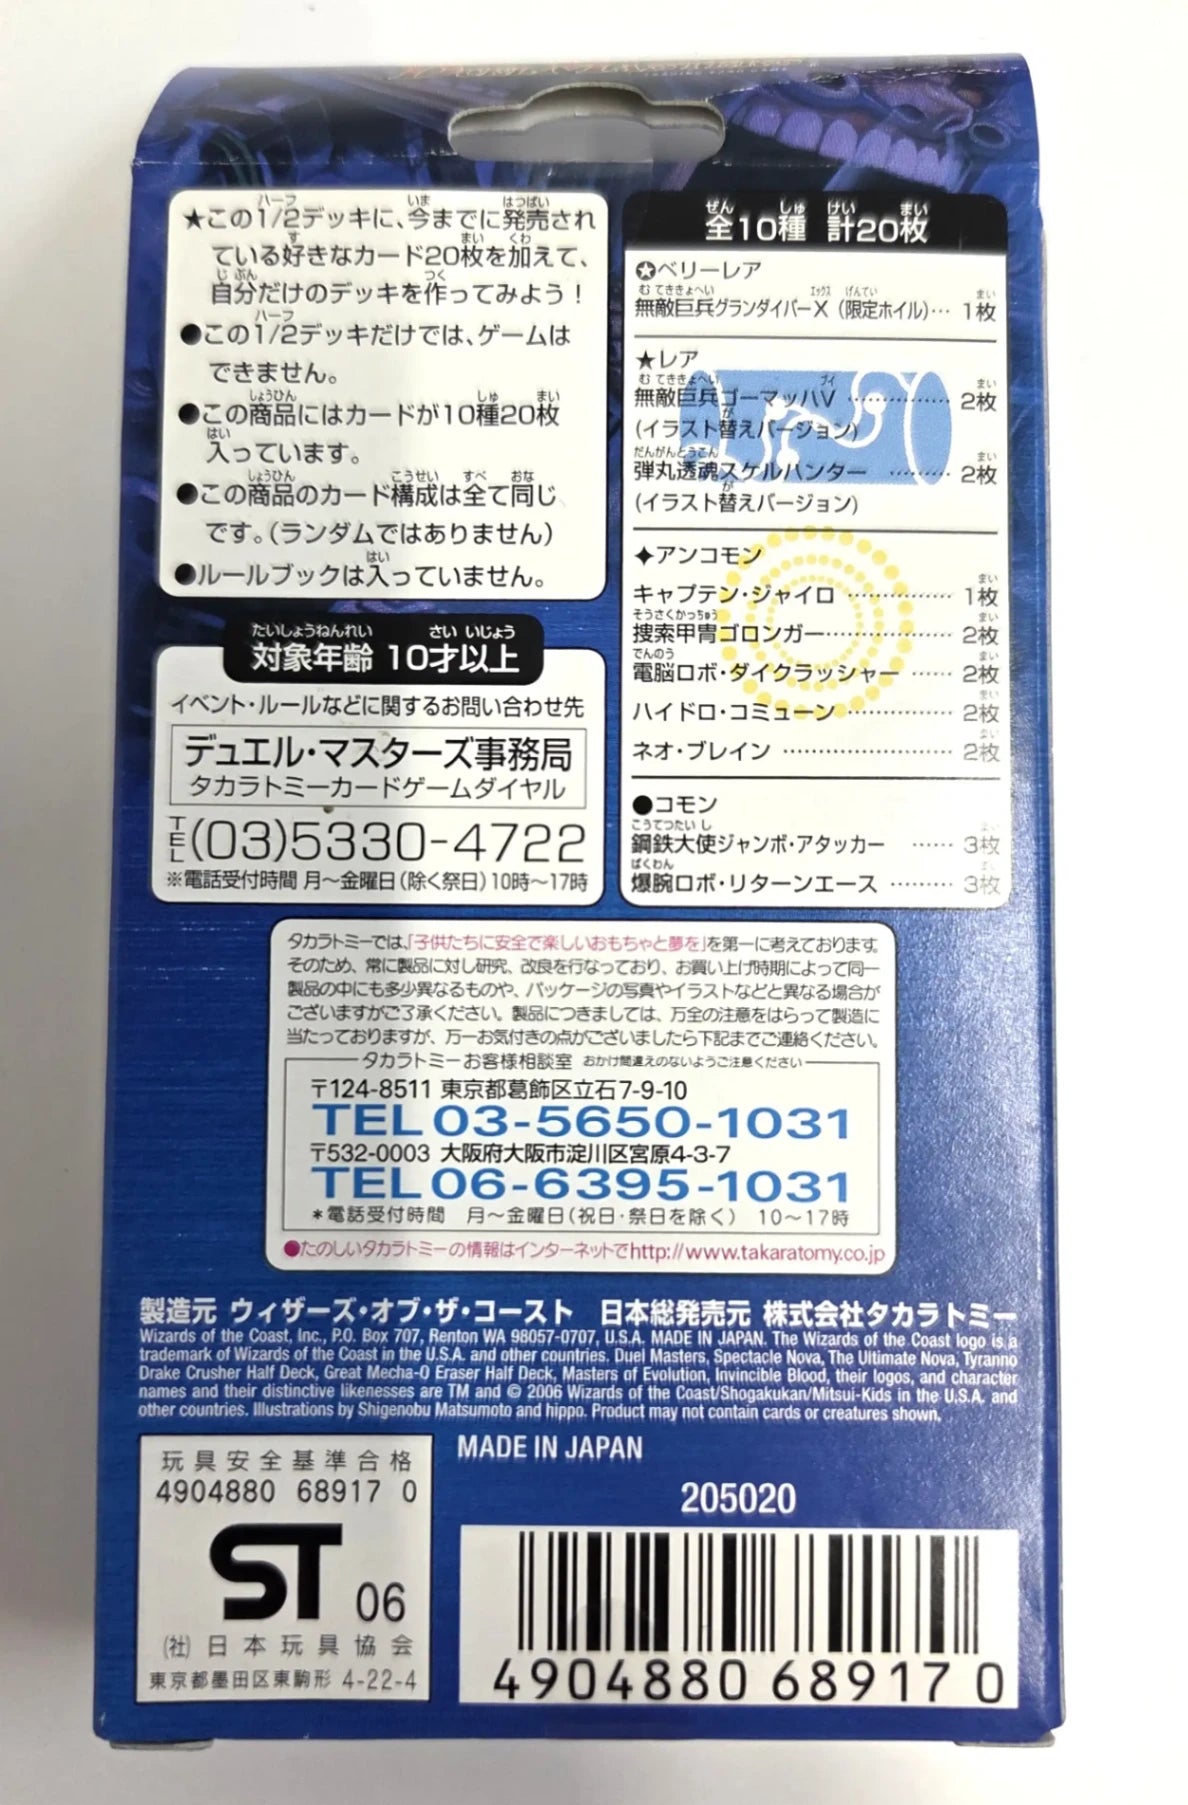 ★この1/2デッキに、今までに発売され
ている好きなカード20枚を加えて、
自分だけのデッキを作ってみよう!
●この1/2デッキだけでは、ゲームは
できません。
●この商品にはカードが10種20枚
入っています。
●この商品のカード構成は全て同じ
です。(ランダムではありません)
●ルールブックは入っていません。
対象年齢 10才以上
イベント・ルールなどに関するお問い合わせ先
デュエル・マスターズ事務局
タカラトミーカードゲームダイヤル
TEL(03)5330-4722
※電話受付時間 月〜金曜日(除く祭日)10時〜17時
全10種 計20枚
✪ベリーレア
無敵巨兵グランダイバーX(限定ホイル)… 1枚
★レア
無敵巨兵ゴーマッハV ……………… 2枚
(イラスト替えバージョン)
弾丸透魂スケルハンター ……… 2枚
(イラスト替えバージョン)
✦アンコモン
キャプテン・ジャイロ …………… 1枚
捜索甲冑ゴロンガー……………… 2枚
電脳ロボ・ダイクラッシャー …… 2枚
ハイドロ・コミューン …………… 2枚
ネオ・ブレイン …………………… 2枚
●コモン
鋼鉄大使ジャンボ・アタッカー …… 3枚
爆腕ロボ・リターンエース ……… 3枚
タカラトミーでは、「子供たちに安全で楽しいおもちゃと夢を」を第一に考えております。
そのため、常に製品に対し研究、改良を行なっており、お買い上げ時期によって同一
製品の中にも多少異なるものや、パッケージの写真やイラストなどと異なる場合が
ございますがご了承ください。製品につきましては、万全の注意をはらって製造に
当たっておりますが、万一お気付きの点がございましたら下記までご連絡ください。
タカラトミーお客様相談室 おかけ間違えのないようご注意ください
〒124-8511 東京都葛飾区立石7-9-10
TEL 03-5650-1031
〒532-0003 大阪府大阪市淀川区宮原4-3-7
TEL 06-6395-1031
*電話受付時間 月〜金曜日(祝日・祭日を除く) 10〜17時
●たのしいタカラトミーの情報はインターネットでhttp://www.takaratomy.co.jp
製造元 ウィザーズ・オブ・ザ・コースト 日本総発売元 株式会社タカラトミー
Wizards of the Coast, Inc., P.O. Box 707, Renton WA 98057-0707, U.S.A. MADE IN JAPAN. The Wizards of the Coast logo is a
trademark of Wizards of the Coast in the U.S.A. and other countries. Duel Masters, Spectacle Nova, The Ultimate Nova, Tyranno
Drake Crusher Half Deck, Great Mecha-O Eraser Half Deck, Masters of Evolution, Invincible Blood, their logos, and character
names and their distinctive likenesses are TM and © 2006 Wizards of the Coast/Shogakukan/Mitsui-Kids in the U.S.A. and
other countries. Illustrations by Shigenobu Matsumoto and hippo. Product may not contain cards or creatures shown.
MADE IN JAPAN
205020
玩具安全基準合格
4904880 68917 0
ST 06
(社)日本玩具協会
東京都墨田区東駒形 4-22-4
4904880 689170